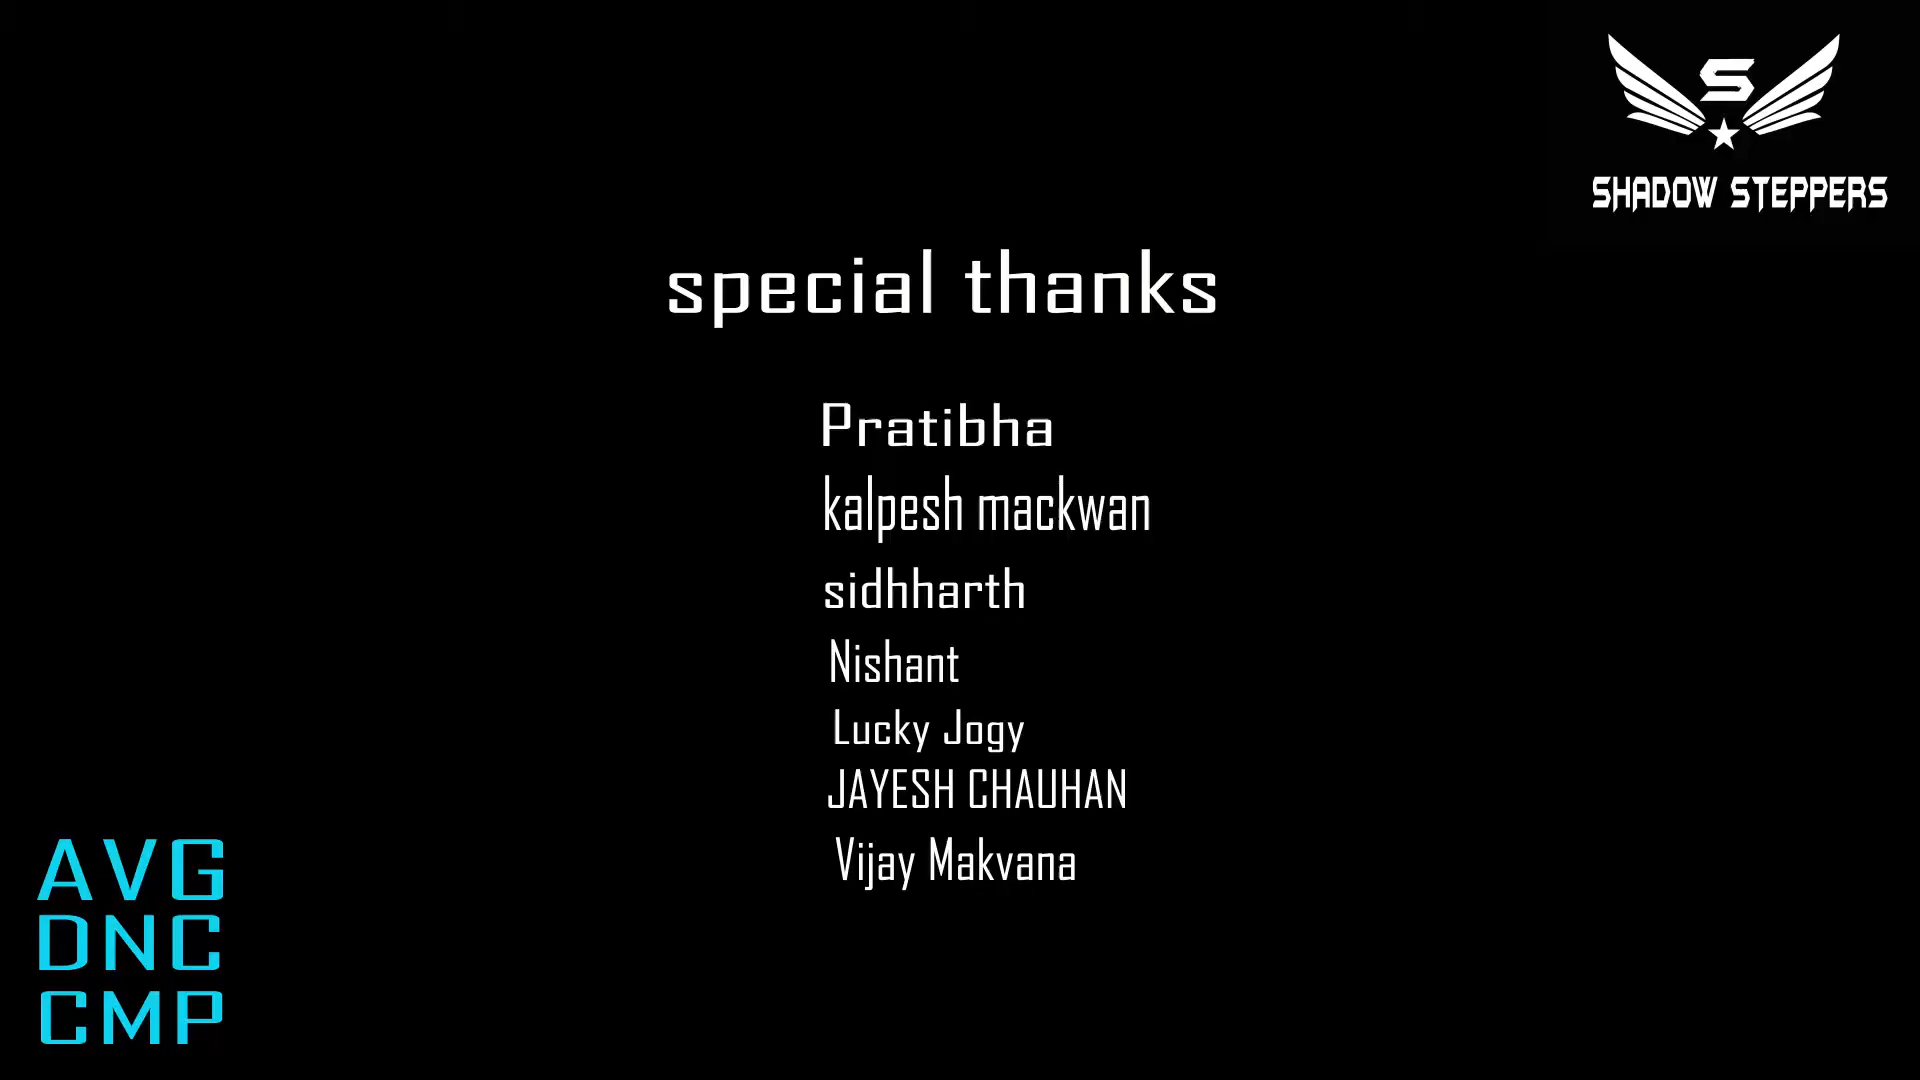 S
SHADOW STEPPERS
special thanks
Pratibha
kalpesh mackwan
sidhharth
Nishant
Lucky Jogy
JAYESH CHAUHAN
Vijay Makvana
AVG
DNC
CMP